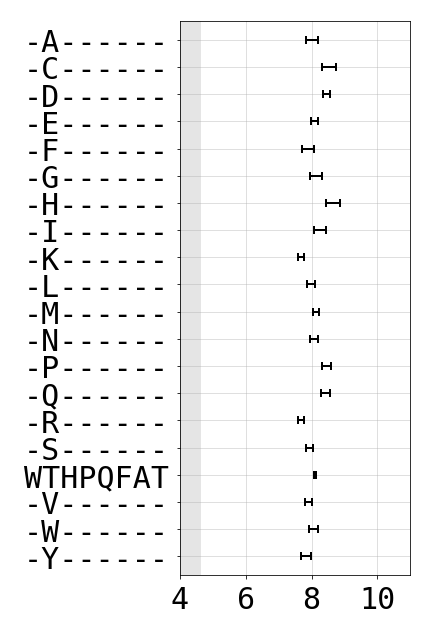 -A------
-C------
-D------
-E------
-F------
-G------
-H------
-I------
-K------
-L------
-M------
-N------
-P------
-Q------
-R------
-S------
WTHPQFAT
-V------
-W------
-Y------
4 6 8 10